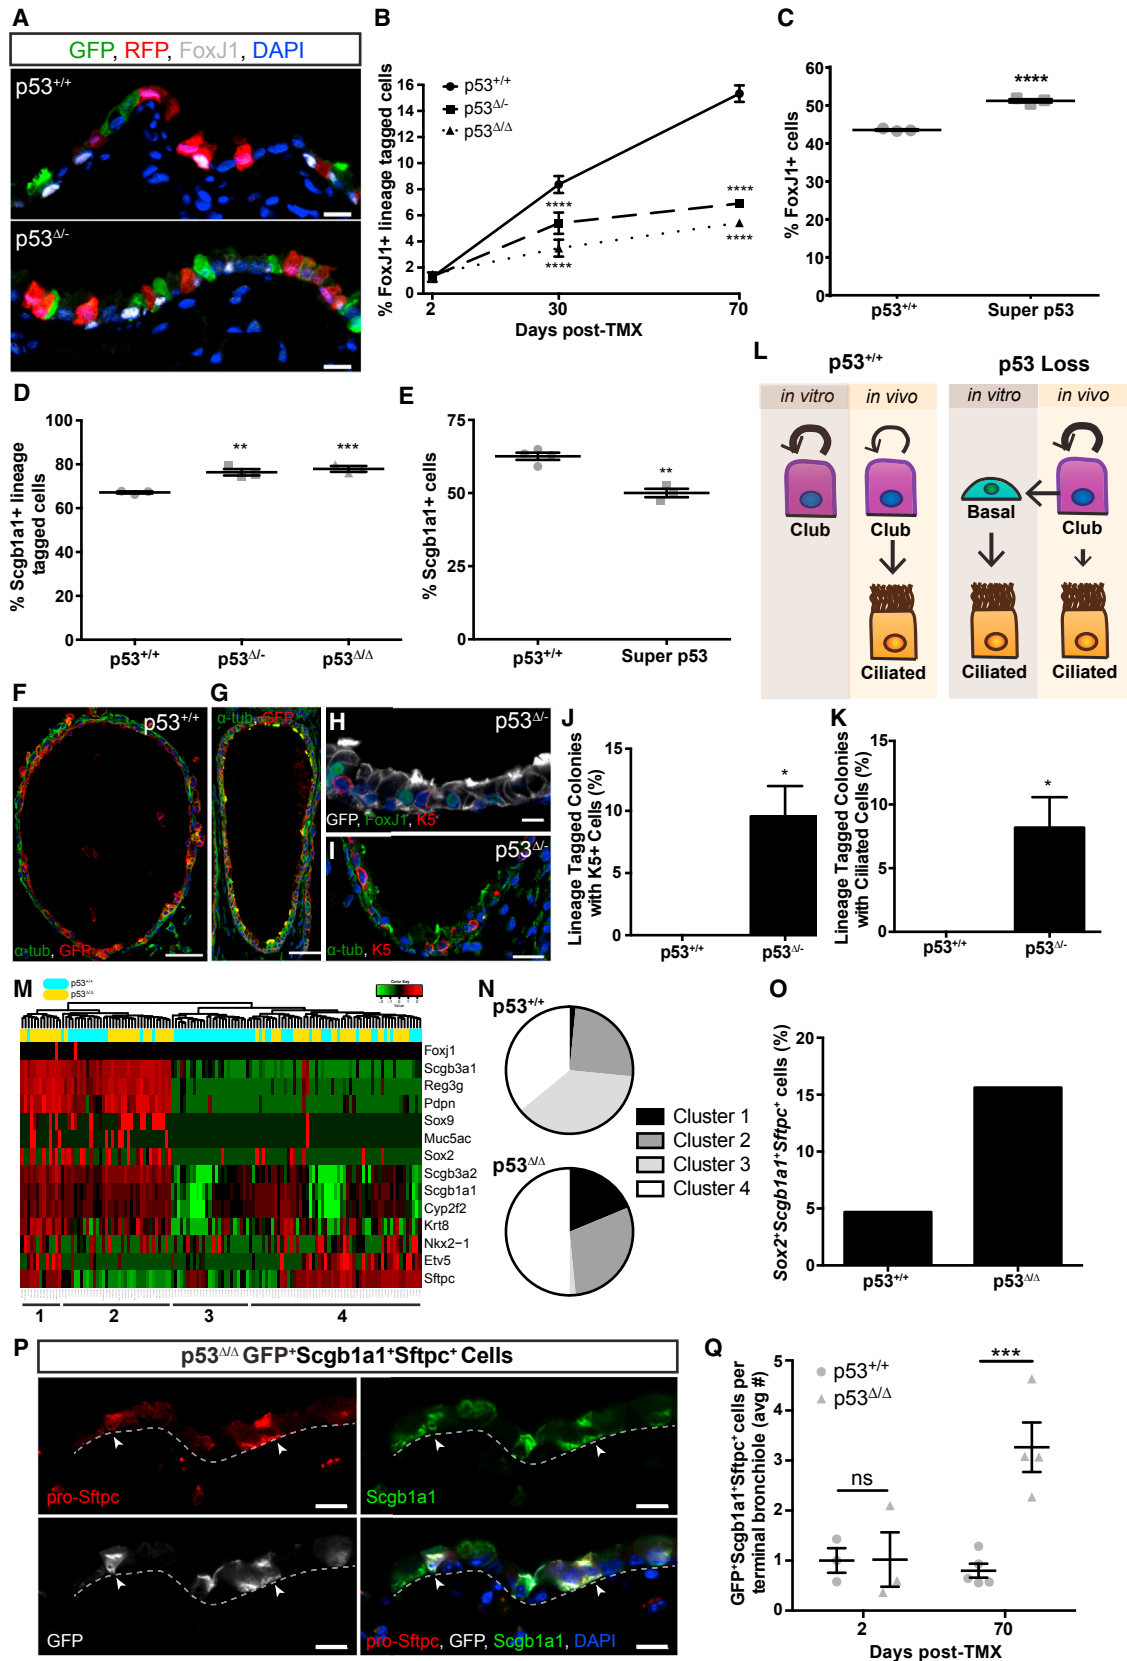 A
GFP, RFP, FoxJ1, DAPI
p53+/+
p53Δ/-
B
% FoxJ1+ lineage tagged cells
16
14
12
10
8
6
4
2
0
p53+/+
p53Δ/-
p53Δ/Δ
****
****
****
****
2
30
70
Days post-TMX
C
% FoxJ1+ cells
60
50
40
30
20
10
0
****
p53+/+
Super p53
D
% Scgb1a1+ lineage
tagged cells
100
80
60
40
20
0
**
***
p53+/+
p53Δ/-
p53Δ/Δ
E
% Scgb1a1+ cells
75
50
25
0
**
p53+/+
Super p53
L
p53+/+
p53 Loss
in vitro
in vivo
in vitro
in vivo
Club
Club
Basal
Club
Ciliated
Ciliated
Ciliated
F
p53+/+
α-tub, GFP
G
α-tub, GFP
H
p53Δ/-
GFP, FoxJ1, K5
I
p53Δ/-
α-tub, K5
J
Lineage Tagged Colonies
with K5+ Cells (%)
15
10
5
0
*
p53+/+
p53Δ/-
K
Lineage Tagged Colonies
with Ciliated Cells (%)
15
10
5
0
*
p53+/+
p53Δ/-
M
p53+/+
p53Δ/Δ
Color Key
Value
Foxj1
Scgb3a1
Reg3g
Pdpn
Sox9
Muc5ac
Sox2
Scgb3a2
Scgb1a1
Cyp2f2
Krt8
Nkx2−1
Etv5
Sftpc
1
2
3
4
N
p53+/+
p53Δ/Δ
Cluster 1
Cluster 2
Cluster 3
Cluster 4
O
Sox2+Scgb1a1+Sftpc+ cells (%)
20
15
10
5
0
p53+/+
p53Δ/Δ
P
p53Δ/Δ GFP+Scgb1a1+Sftpc+ Cells
pro-Sftpc
Scgb1a1
GFP
pro-Sftpc, GFP, Scgb1a1, DAPI
Q
GFP+Scgb1a1+Sftpc+ cells per
terminal bronchiole (avg #)
5
4
3
2
1
0
p53+/+
p53Δ/Δ
ns
***
2
70
Days post-TMX